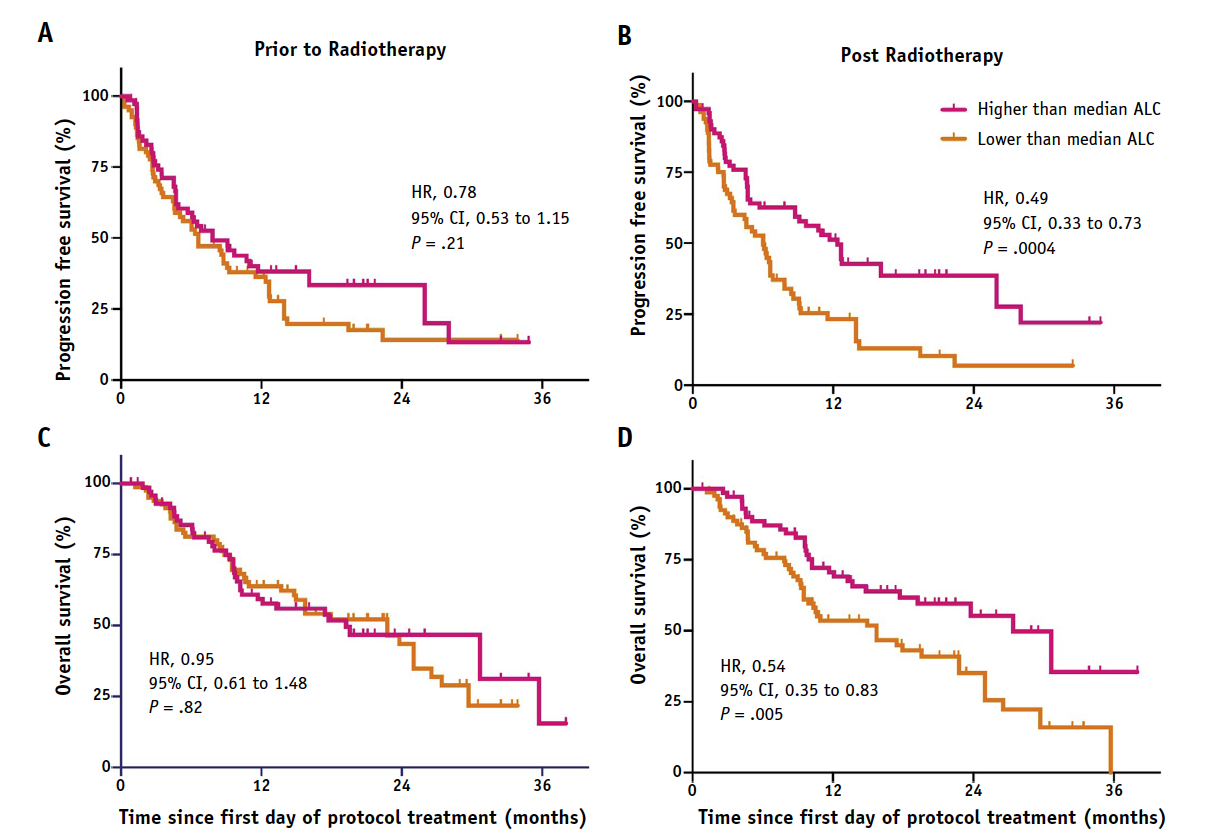 A
Prior to Radiotherapy
Progression free survival (%)
100
75
50
25
0
0 12 24 36
HR, 0.78
95% CI, 0.53 to 1.15
P = .21
B
Post Radiotherapy
Progression free survival (%)
100
75
50
25
0
0 12 24 36
Higher than median ALC
Lower than median ALC
HR, 0.49
95% CI, 0.33 to 0.73
P = .0004
C
Overall survival (%)
100
75
50
25
0
0 12 24 36
HR, 0.95
95% CI, 0.61 to 1.48
P = .82
Time since first day of protocol treatment (months)
D
Overall survival (%)
100
75
50
25
0
0 12 24 36
HR, 0.54
95% CI, 0.35 to 0.83
P = .005
Time since first day of protocol treatment (months)